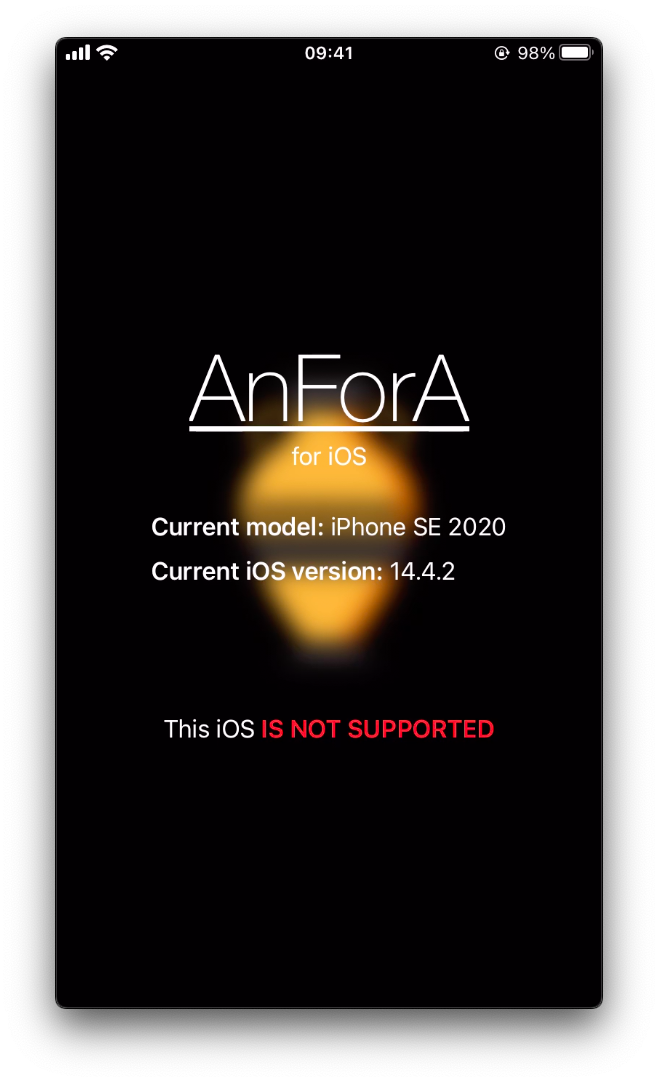 09:41 98%
AnForA
for iOS
Current model: iPhone SE 2020
Current iOS version: 14.4.2
This iOS IS NOT SUPPORTED